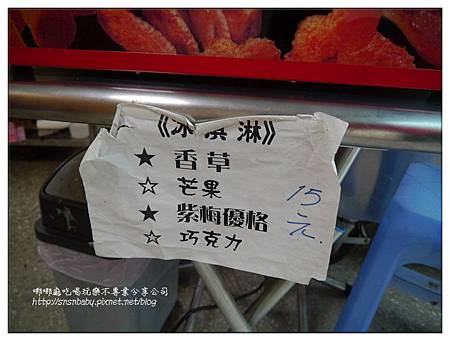 《冰淇淋》
★ 香草
☆ 芒果
★ 紫梅優格
☆ 巧克力
15元.
嘟嘟麻吃喝玩樂不專業分享公司
http://snsnbaby.pixnet.net/blog